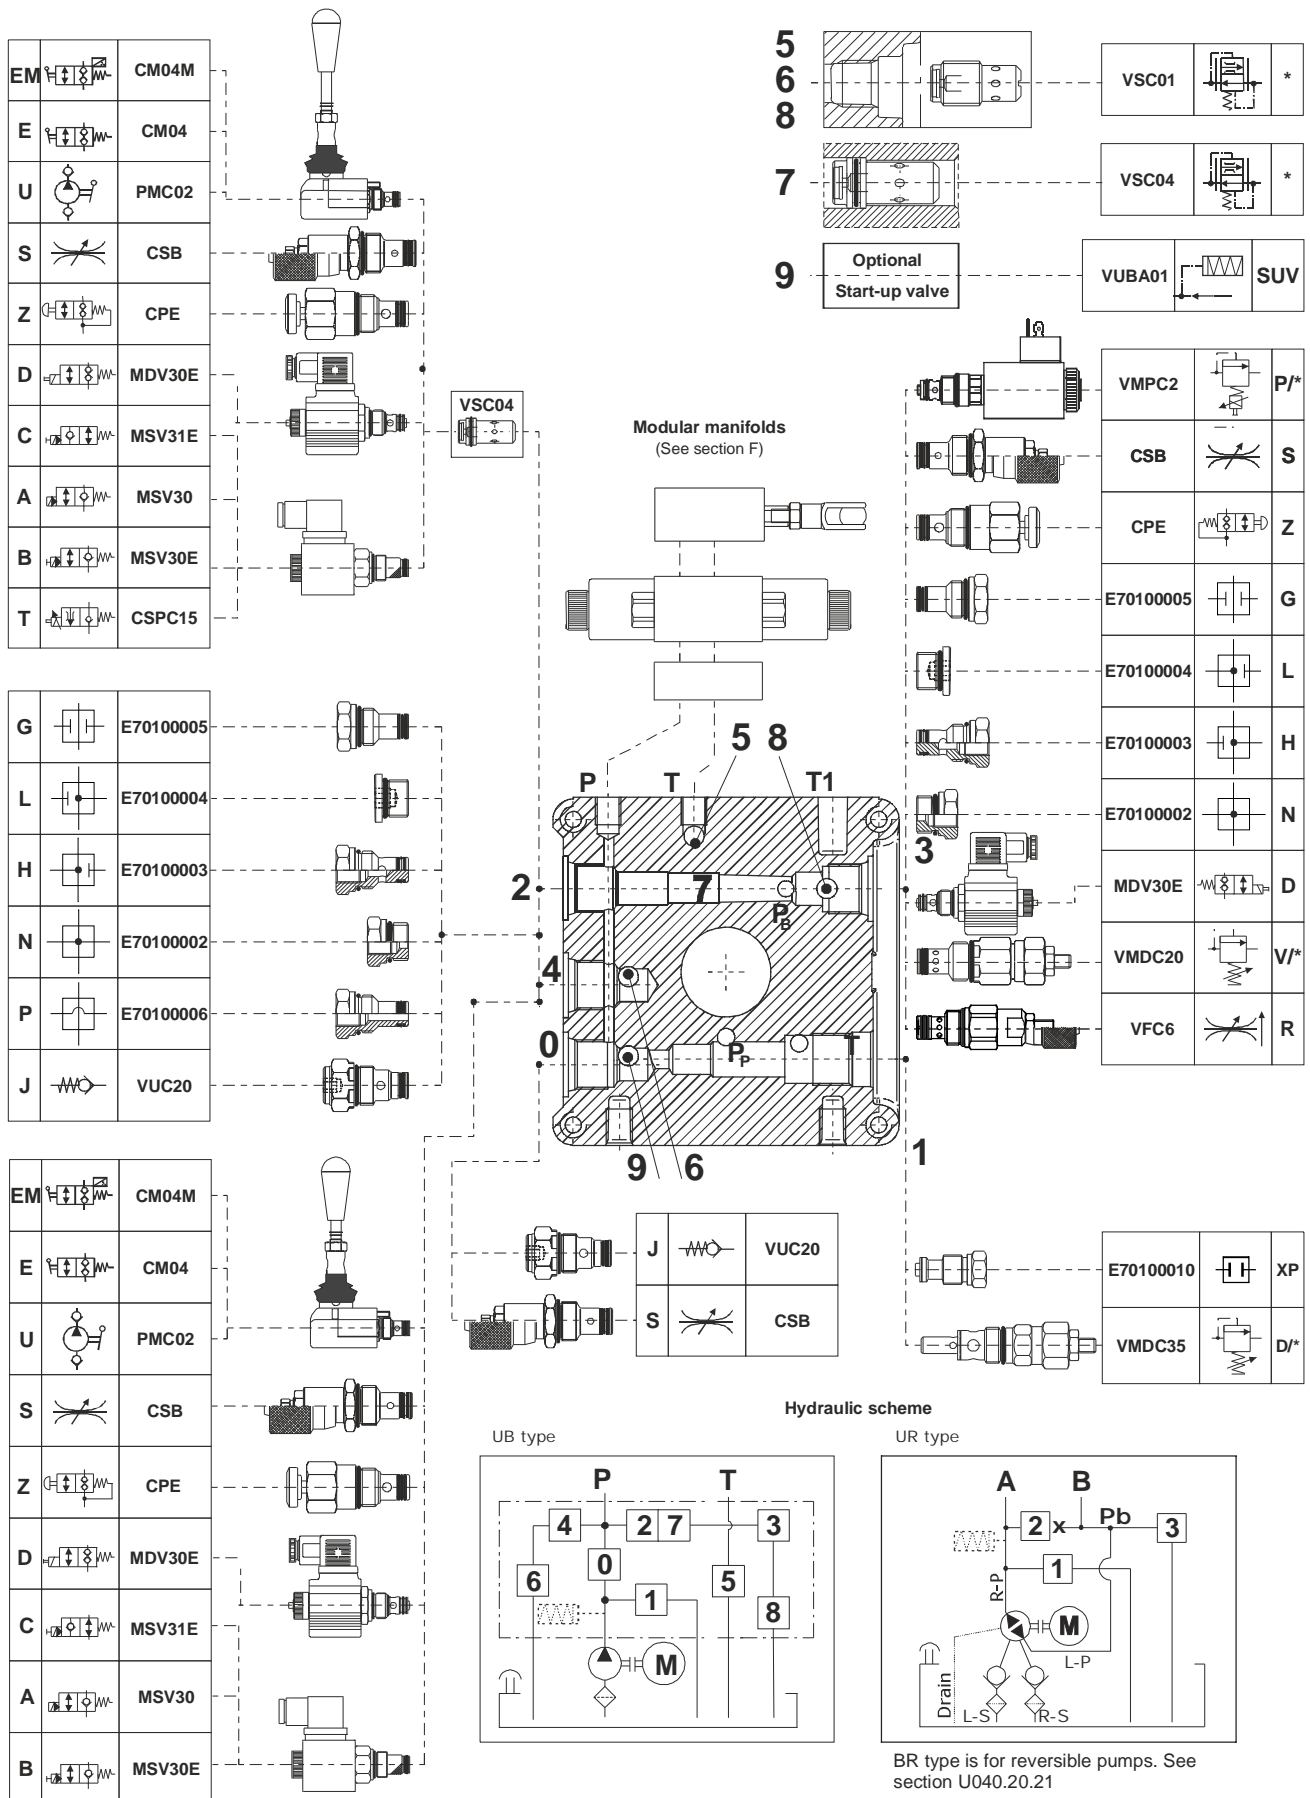 EM CM04M
E CM04
U PMC02
S CSB
Z CPE
D MDV30E
C MSV31E
A MSV30
B MSV30E
T CSPC15
VSC04
5
6
8
VSC01 *
7
VSC04 *
9
Optional
Start-up valve
VUBA01 SUV
Modular manifolds
(See section F)
VMPC2 P/*
CSB S
CPE Z
E70100005 G
E70100004 L
E70100003 H
E70100002 N
3
MDV30E D
VMDC20 V/*
VFC6 R
G E70100005
L E70100004
H E70100003
N E70100002
P E70100006
J VUC20
5 8
P T T1
2 7
PB
4
0
PP T
1
9 6
EM CM04M
E CM04
U PMC02
S CSB
Z CPE
D MDV30E
C MSV31E
A MSV30
B MSV30E
J VUC20
S CSB
E70100010 XP
VMDC35 D/*
Hydraulic scheme
UB type
P T
4 2 7 3
0
6 1 5 8
M
UR type
A B
2 x Pb 3
1
R-P
M
L-P
Drain
L-S R-S
BR type is for reversible pumps. See
section U040.20.21